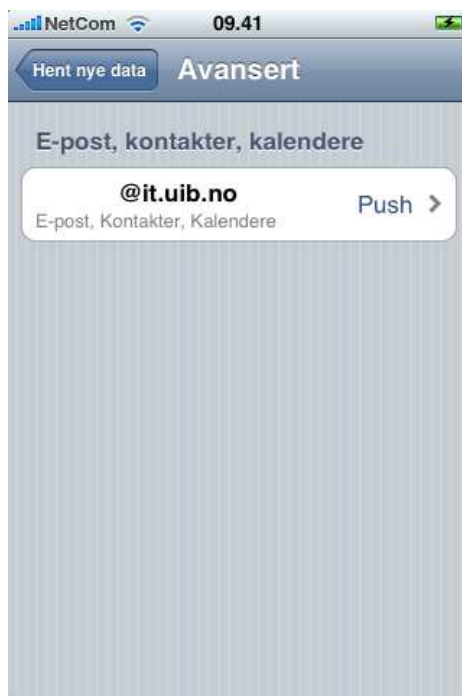 NetCom 09.41
Hent nye data Avansert
E-post, kontakter, kalendere
@it.uib.no
Push
E-post, Kontakter, Kalendere